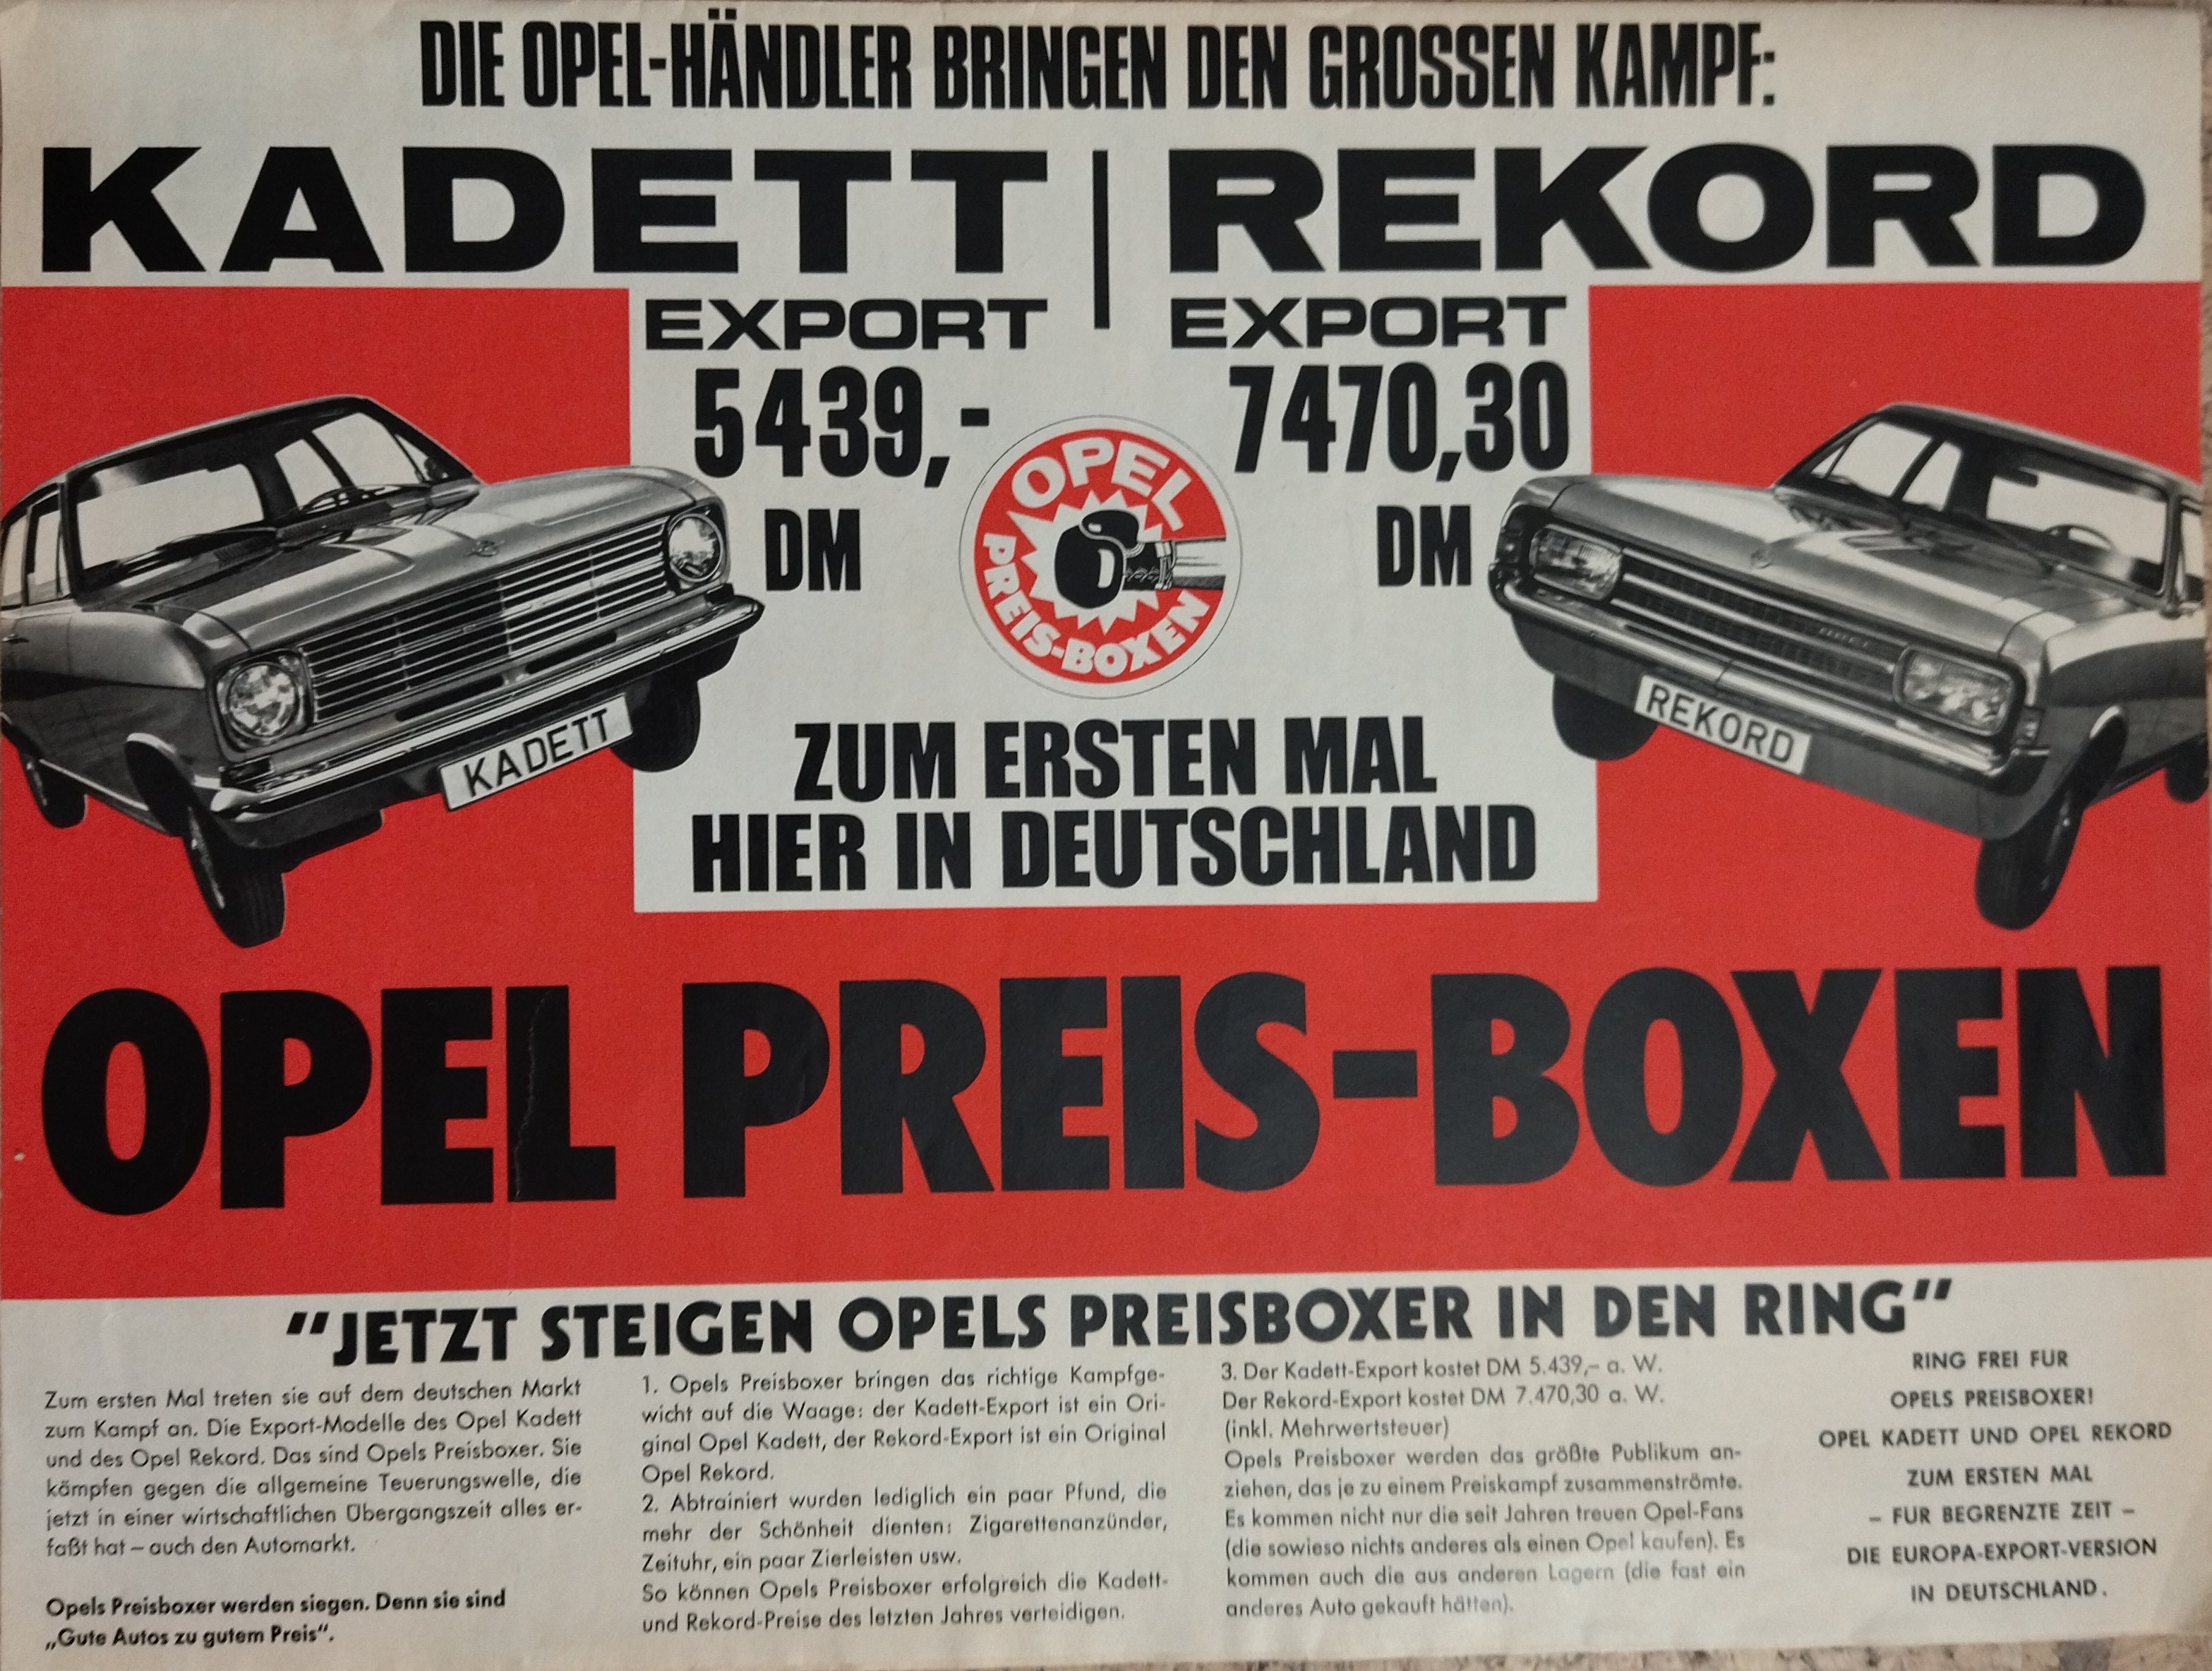 DIE OPEL-HÄNDLER BRINGEN DEN GROSSEN KAMPF:
KADETT | REKORD
EXPORT EXPORT
5439,- 7470,30
DM DM
OPEL
PREIS-BOXEN
KADETT
REKORD
ZUM ERSTEN MAL
HIER IN DEUTSCHLAND
OPEL PREIS-BOXEN
"JETZT STEIGEN OPELS PREISBOXER IN DEN RING"
Zum ersten Mal treten sie auf dem deutschen Markt
zum Kampf an. Die Export-Modelle des Opel Kadett
und des Opel Rekord. Das sind Opels Preisboxer. Sie
kämpfen gegen die allgemeine Teuerungswelle, die
jetzt in einer wirtschaftlichen Übergangszeit alles er-
faßt hat – auch den Automarkt.
Opels Preisboxer werden siegen. Denn sie sind
„Gute Autos zu gutem Preis“.
1. Opels Preisboxer bringen das richtige Kampfge-
wicht auf die Waage: der Kadett-Export ist ein Ori-
ginal Opel Kadett, der Rekord-Export ist ein Original
Opel Rekord.
2. Abtrainiert wurden lediglich ein paar Pfund, die
mehr der Schönheit dienten: Zigarettenanzünder,
Zeituhr, ein paar Zierleisten usw.
So können Opels Preisboxer erfolgreich die Kadett-
und Rekord-Preise des letzten Jahres verteidigen.
3. Der Kadett-Export kostet DM 5.439,– a. W.
Der Rekord-Export kostet DM 7.470,30 a. W.
(inkl. Mehrwertsteuer)
Opels Preisboxer werden das größte Publikum an-
ziehen, das je zu einem Preiskampf zusammenströmte.
Es kommen nicht nur die seit Jahren treuen Opel-Fans
(die sowieso nichts anderes als einen Opel kaufen). Es
kommen auch die aus anderen Lagern (die fast ein
anderes Auto gekauft hätten).
RING FREI FUR
OPELS PREISBOXER!
OPEL KADETT UND OPEL REKORD
ZUM ERSTEN MAL
– FUR BEGRENZTE ZEIT –
DIE EUROPA-EXPORT-VERSION
IN DEUTSCHLAND.